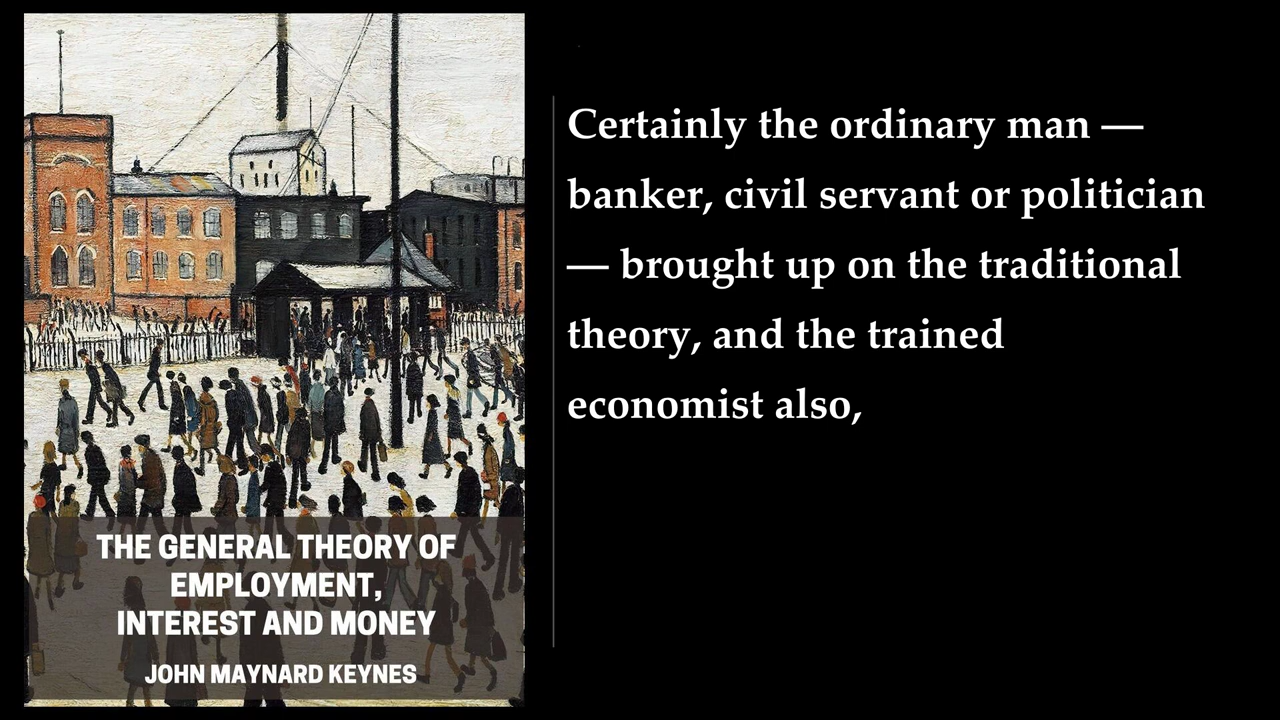 THE GENERAL THEORY OF
EMPLOYMENT,
INTEREST AND MONEY
JOHN MAYNARD KEYNES
Certainly the ordinary man —
banker, civil servant or politician
— brought up on the traditional
theory, and the trained
economist also,